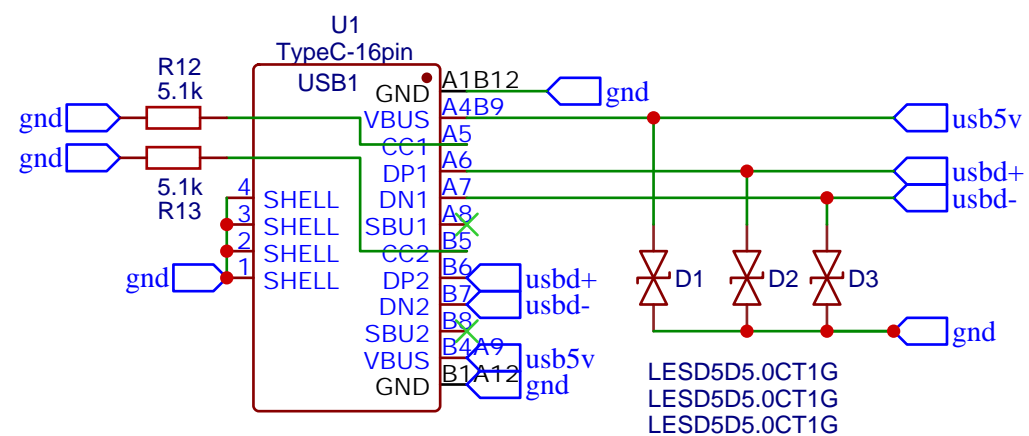 U1
TypeC-16pin
USB1
R12
5.1k
gnd
gnd
5.1k
R13
4
3
2
1
SHELL
SHELL
SHELL
SHELL
gnd
GND
VBUS
CC1
DP1
DN1
SBU1
CC2
DP2
DN2
SBU2
VBUS
GND
A1B12
A4B9
A5
A6
A7
A8
B5
B6
B7
B8
B4A9
B1A12
gnd
usb5v
usbd+
usbd-
usbd+
usbd-
usb5v
gnd
D1
D2
D3
gnd
LESD5D5.0CT1G
LESD5D5.0CT1G
LESD5D5.0CT1G